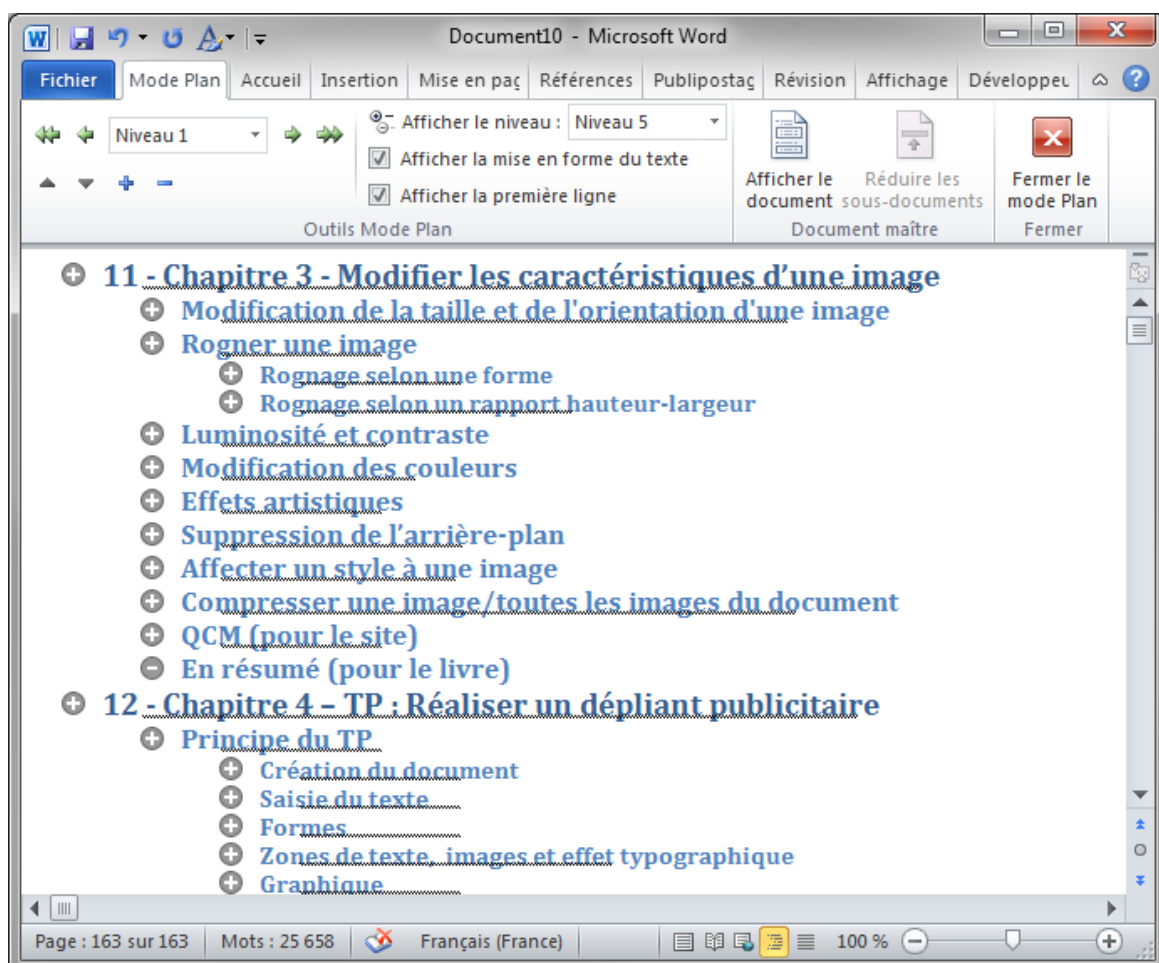 W
Document10 - Microsoft Word
Fichier Mode Plan Accueil Insertion Mise en paç Références Publipostaç Révision Affichage Développeu
Niveau 1
Afficher le niveau : Niveau 5
Afficher la mise en forme du texte
Afficher la première ligne
Outils Mode Plan
Afficher le document
Réduire les sous-documents
Document maître
Fermer le mode Plan
Fermer
11 - Chapitre 3 - Modifier les caractéristiques d’une image
Modification de la taille et de l'orientation d'une image
Rogner une image
Rognage selon une forme
Rognage selon un rapport hauteur-largeur
Luminosité et contraste
Modification des couleurs
Effets artistiques
Suppression de l’arrière-plan
Affecter un style à une image
Compresser une image/toutes les images du document
QCM (pour le site)
En résumé (pour le livre)
12 - Chapitre 4 – TP : Réaliser un dépliant publicitaire
Principe du TP
Création du document
Saisie du texte
Formes
Zones de texte, images et effet typographique
Graphique
Page : 163 sur 163 Mots : 25 658 Français (France) 100 %